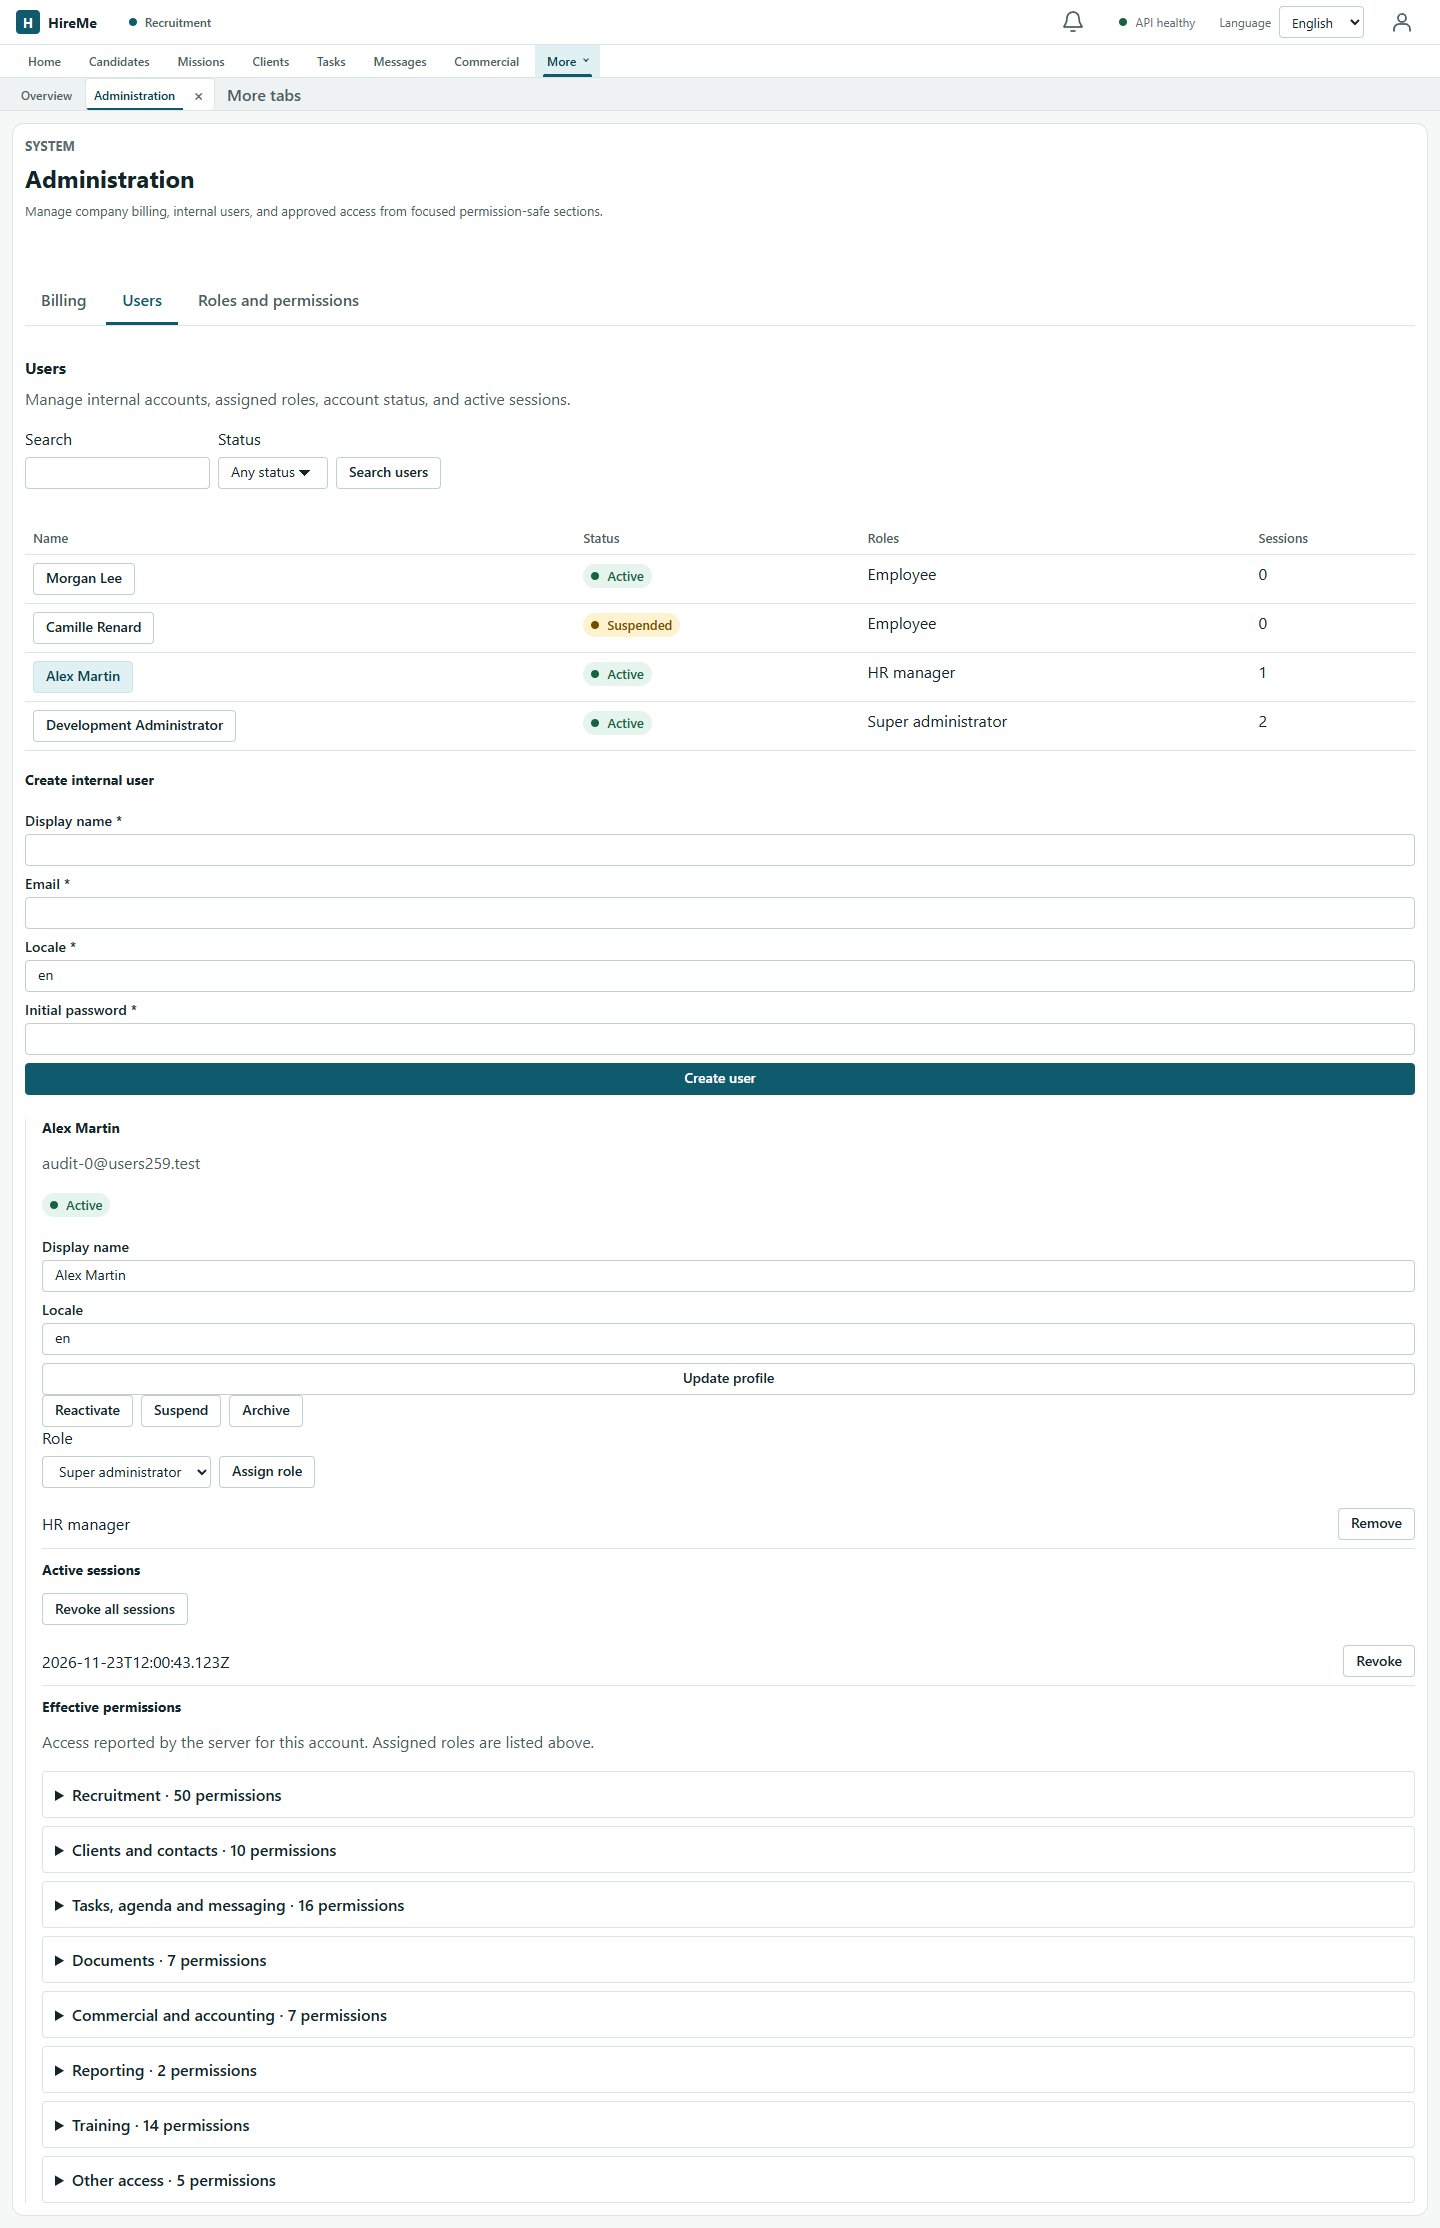 H HireMe
Recruitment
API healthy
Language
English
Home Candidates Missions Clients Tasks Messages Commercial More
Overview Administration × More tabs
SYSTEM
Administration
Manage company billing, internal users, and approved access from focused permission-safe sections.
Billing Users Roles and permissions
Users
Manage internal accounts, assigned roles, account status, and active sessions.
Search Status
Any status Search users
Name Status Roles Sessions
Morgan Lee Active Employee 0
Camille Renard Suspended Employee 0
Alex Martin Active HR manager 1
Development Administrator Active Super administrator 2
Create internal user
Display name *
Email *
Locale *
en
Initial password *
Create user
Alex Martin
audit-0@users259.test
Active
Display name
Alex Martin
Locale
en
Update profile
Reactivate Suspend Archive
Role
Super administrator Assign role
HR manager Remove
Active sessions
Revoke all sessions
2026-11-23T12:00:43.123Z Revoke
Effective permissions
Access reported by the server for this account. Assigned roles are listed above.
Recruitment · 50 permissions
Clients and contacts · 10 permissions
Tasks, agenda and messaging · 16 permissions
Documents · 7 permissions
Commercial and accounting · 7 permissions
Reporting · 2 permissions
Training · 14 permissions
Other access · 5 permissions